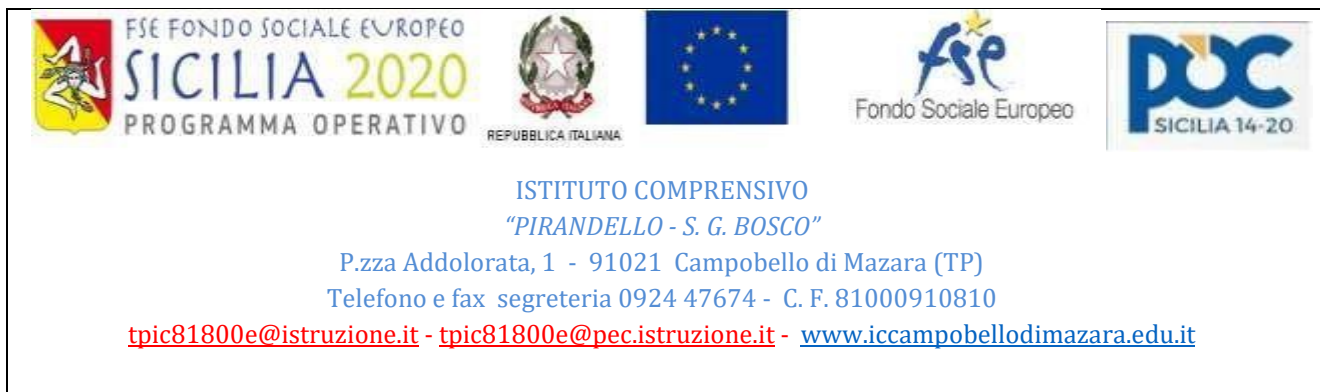 FSE FONDO SOCIALE EUROPEO
SICILIA 2020
PROGRAMMA OPERATIVO
REPUBBLICA ITALIANA
fse
Fondo Sociale Europeo
poc
SICILIA 14-20
ISTITUTO COMPRENSIVO
“PIRANDELLO - S. G. BOSCO”
P.zza Addolorata, 1 - 91021 Campobello di Mazara (TP)
Telefono e fax segreteria 0924 47674 - C. F. 81000910810
tpic81800e@istruzione.it - tpic81800e@pec.istruzione.it - www.iccampobellodimazara.edu.it